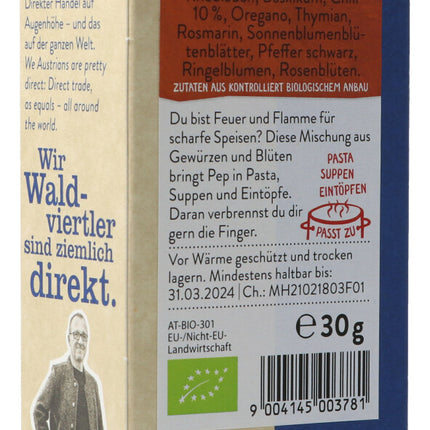 Direkter Handel auf
Augenhöhe – und das
auf der ganzen Welt.
We Austrians are pretty
direct: Direct trade,
as equals – all around
the world.
Wir
Wald-
viertler
sind ziemlich
direkt.
10 %, Oregano, Thymian,
Rosmarin, Sonnenblumenblü-
tenblätter, Pfeffer schwarz,
Ringelblumen, Rosenblüten.
ZUTATEN AUS KONTROLLIERT BIOLOGISCHEM ANBAU
Du bist Feuer und Flamme für
scharfe Speisen? Diese Mischung aus
Gewürzen und Blüten
bringt Pep in Pasta,
Suppen und Eintöpfe.
Daran verbrennst du dir
gern die Finger.
PASTA
SUPPEN
EINTÖPFEN
PASST ZU
Vor Wärme geschützt und trocken
lagern. Mindestens haltbar bis:
31.03.2024 | Ch.: MH21021803F01
AT-BIO-301
EU-/Nicht-EU-
Landwirtschaft
℮30g
9 004145 003781